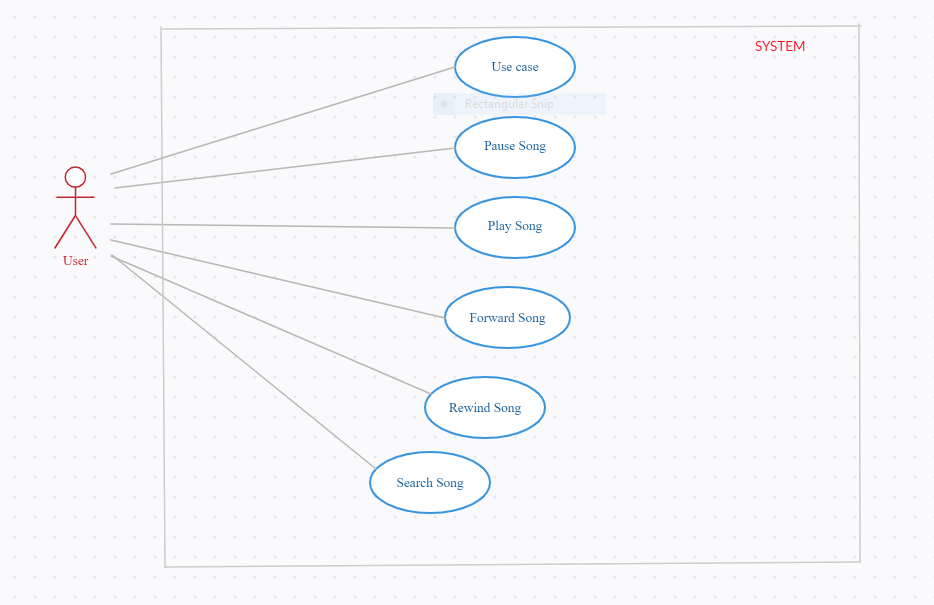 SYSTEM
Use case
Rectangular Snip
Pause Song
Play Song
User
Forward Song
Rewind Song
Search Song